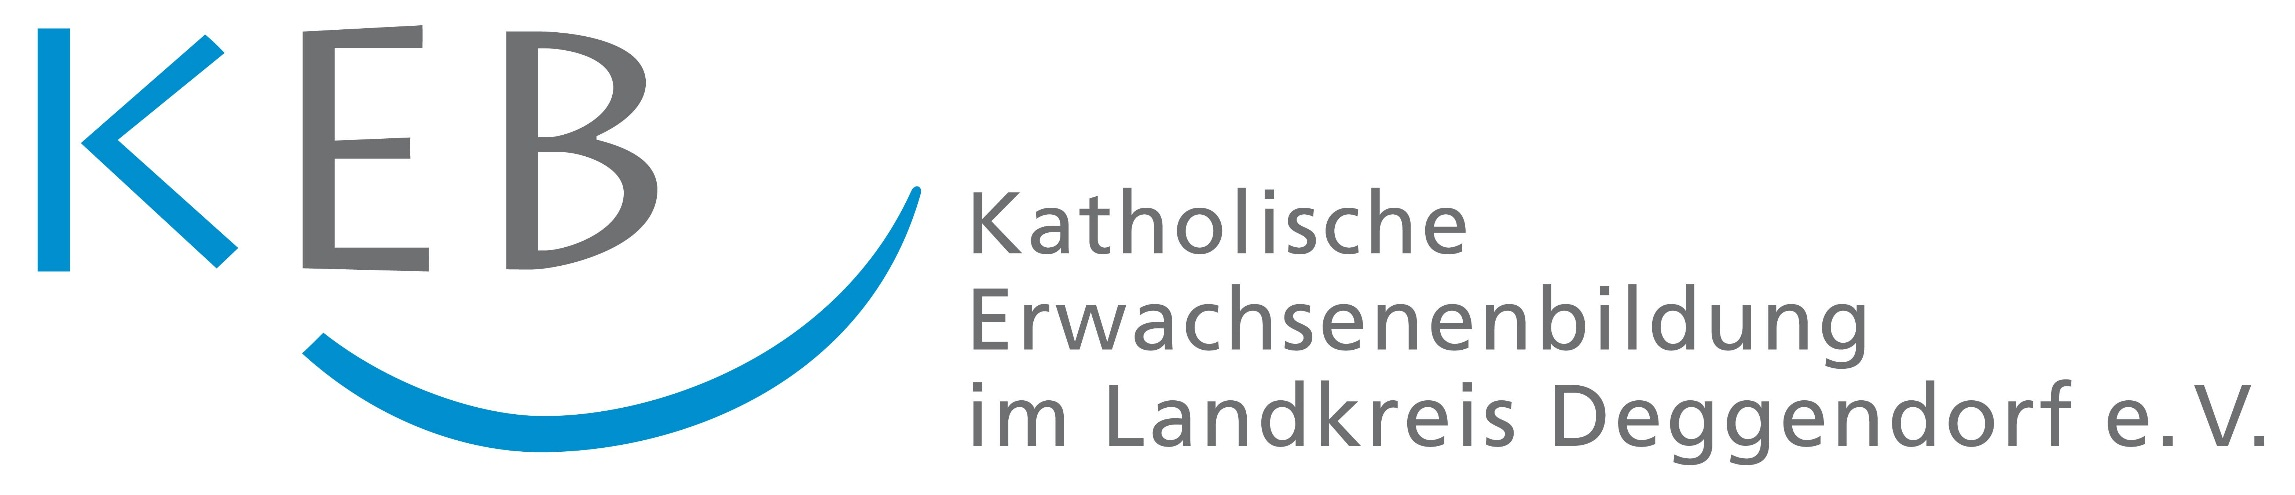 KEB
Katholische
Erwachsenenbildung
im Landkreis Deggendorf e. V.